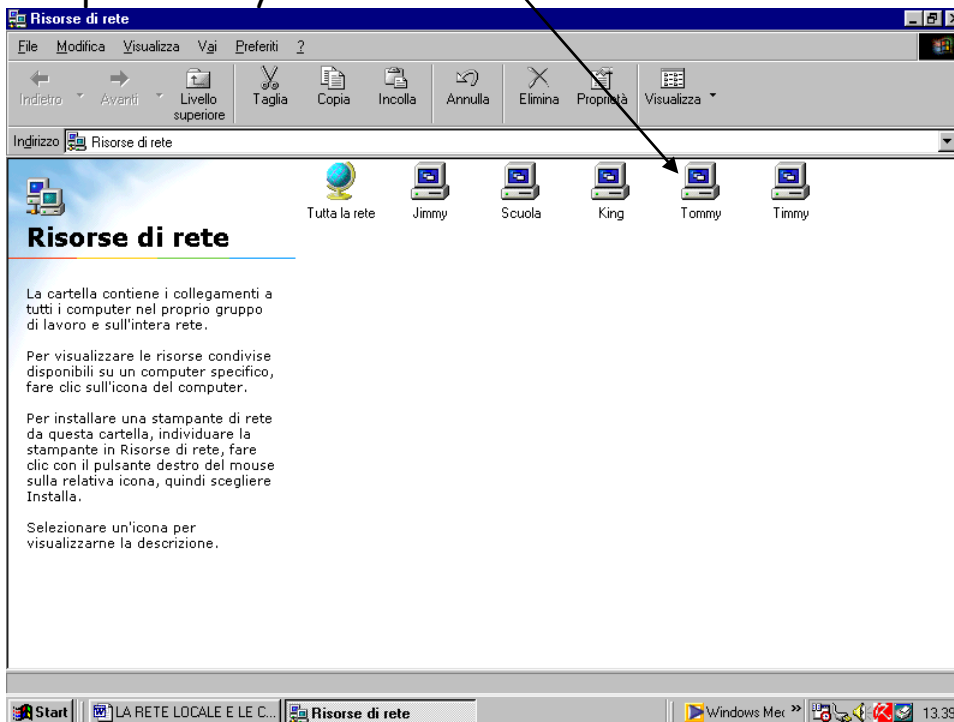 Risorse di rete
File Modifica Visualizza Vai Preferiti ?
Indietro Avanti Livello superiore Taglia Copia Incolla Annulla Elimina Proprietà Visualizza
Indirizzo Risorse di rete
Tutta la rete Jimmy Scuola King Tommy Timmy
Risorse di rete
La cartella contiene i collegamenti a
tutti i computer nel proprio gruppo
di lavoro e sull'intera rete.
Per visualizzare le risorse condivise
disponibili su un computer specifico,
fare clic sull'icona del computer.
Per installare una stampante di rete
da questa cartella, individuare la
stampante in Risorse di rete, fare
clic con il pulsante destro del mouse
sulla relativa icona, quindi scegliere
Installa.
Selezionare un'icona per
visualizzarne la descrizione.
Start LA RETE LOCALE E LE C... Risorse di rete Windows Mec » 13.39